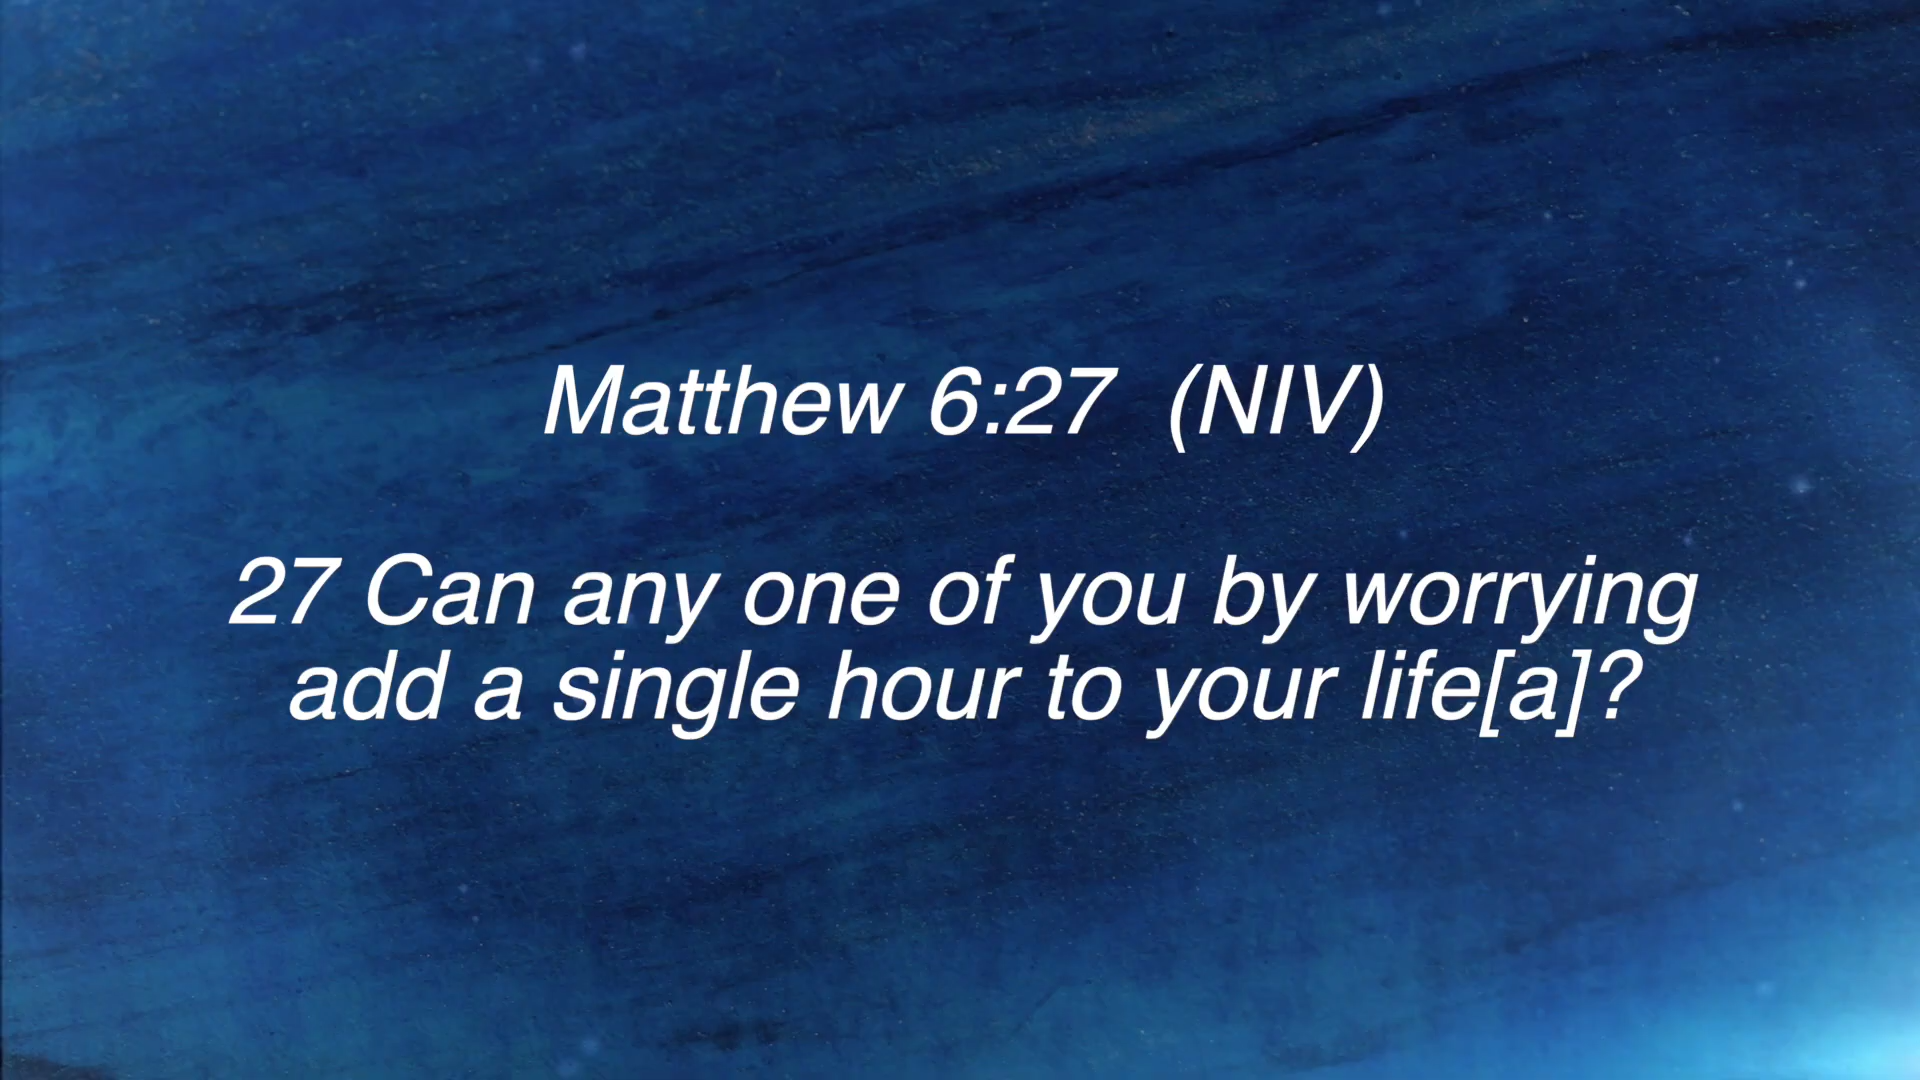 Matthew 6:27  (NIV)
27 Can any one of you by worrying
add a single hour to your life[a]?